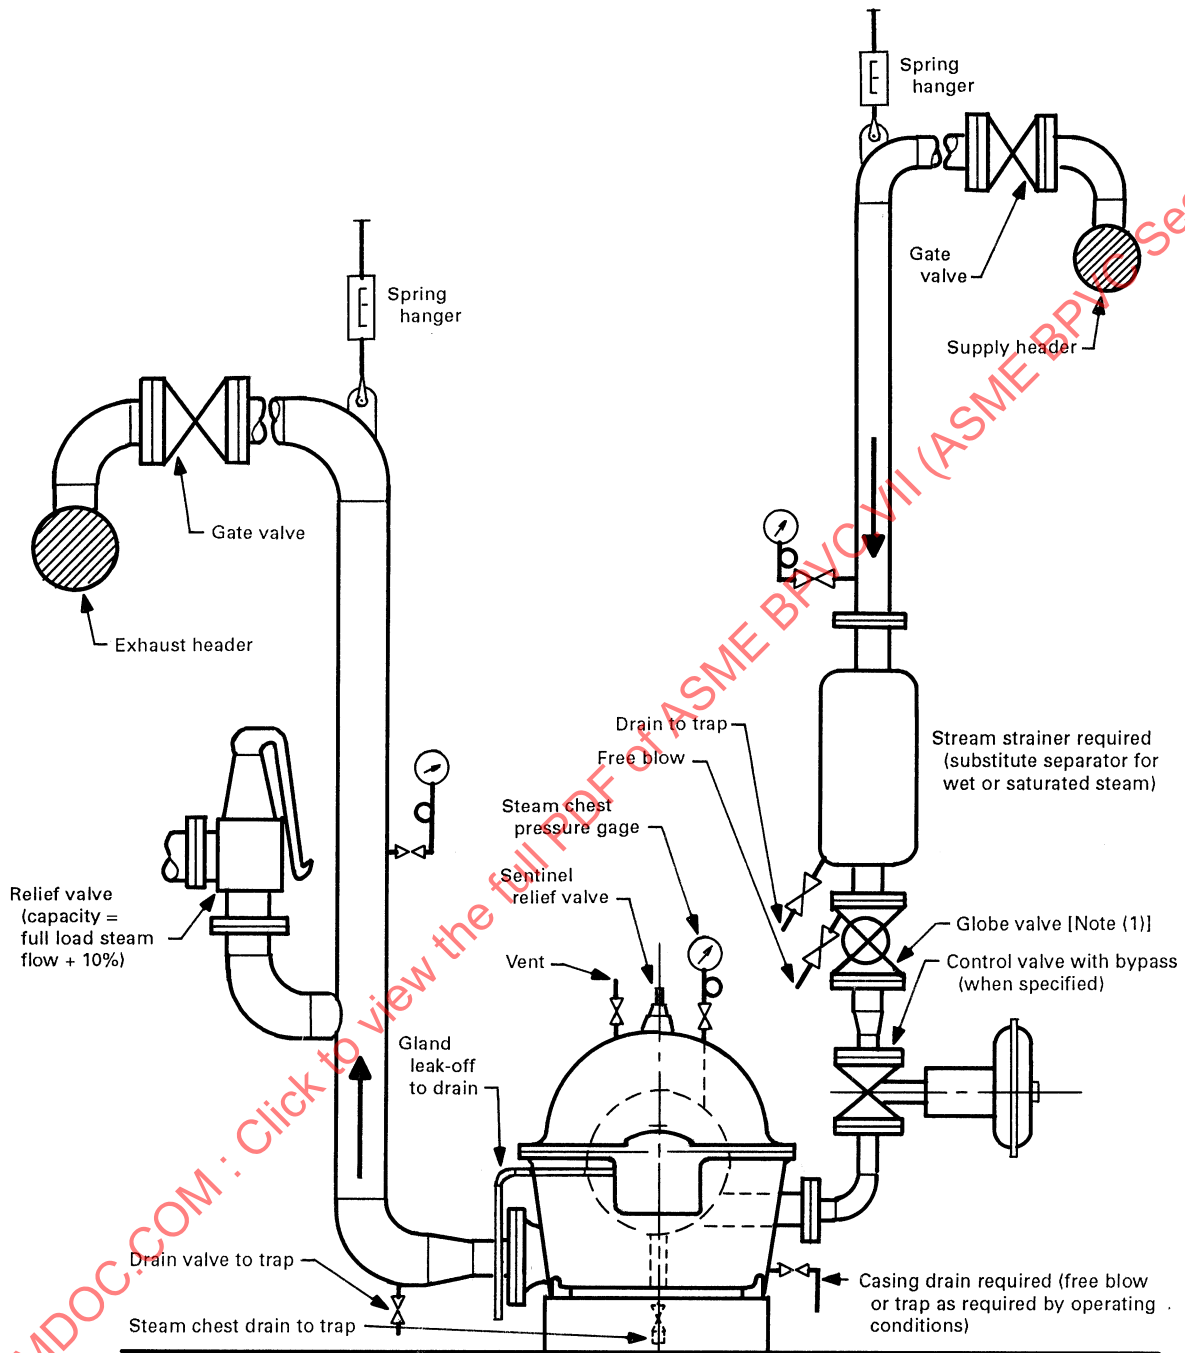 Spring
hanger
Gate
valve
Supply header
Spring
hanger
Gate valve
Exhaust header
Drain to trap
Free blow
Stream strainer required
(substitute separator for
wet or saturated steam)
Steam chest
pressure gage
Sentinel
relief valve
Relief valve
(capacity =
full load steam
flow + 10%)
Globe valve [Note (1)]
Vent
Control valve with bypass
(when specified)
Gland
leak-off
to drain
Drain valve to trap
Casing drain required (free blow
or trap as required by operating
conditions)
Steam chest drain to trap
MDOC.COM : Click to view the full PDF of ASME BPVC VIII (ASME BPVC Sec